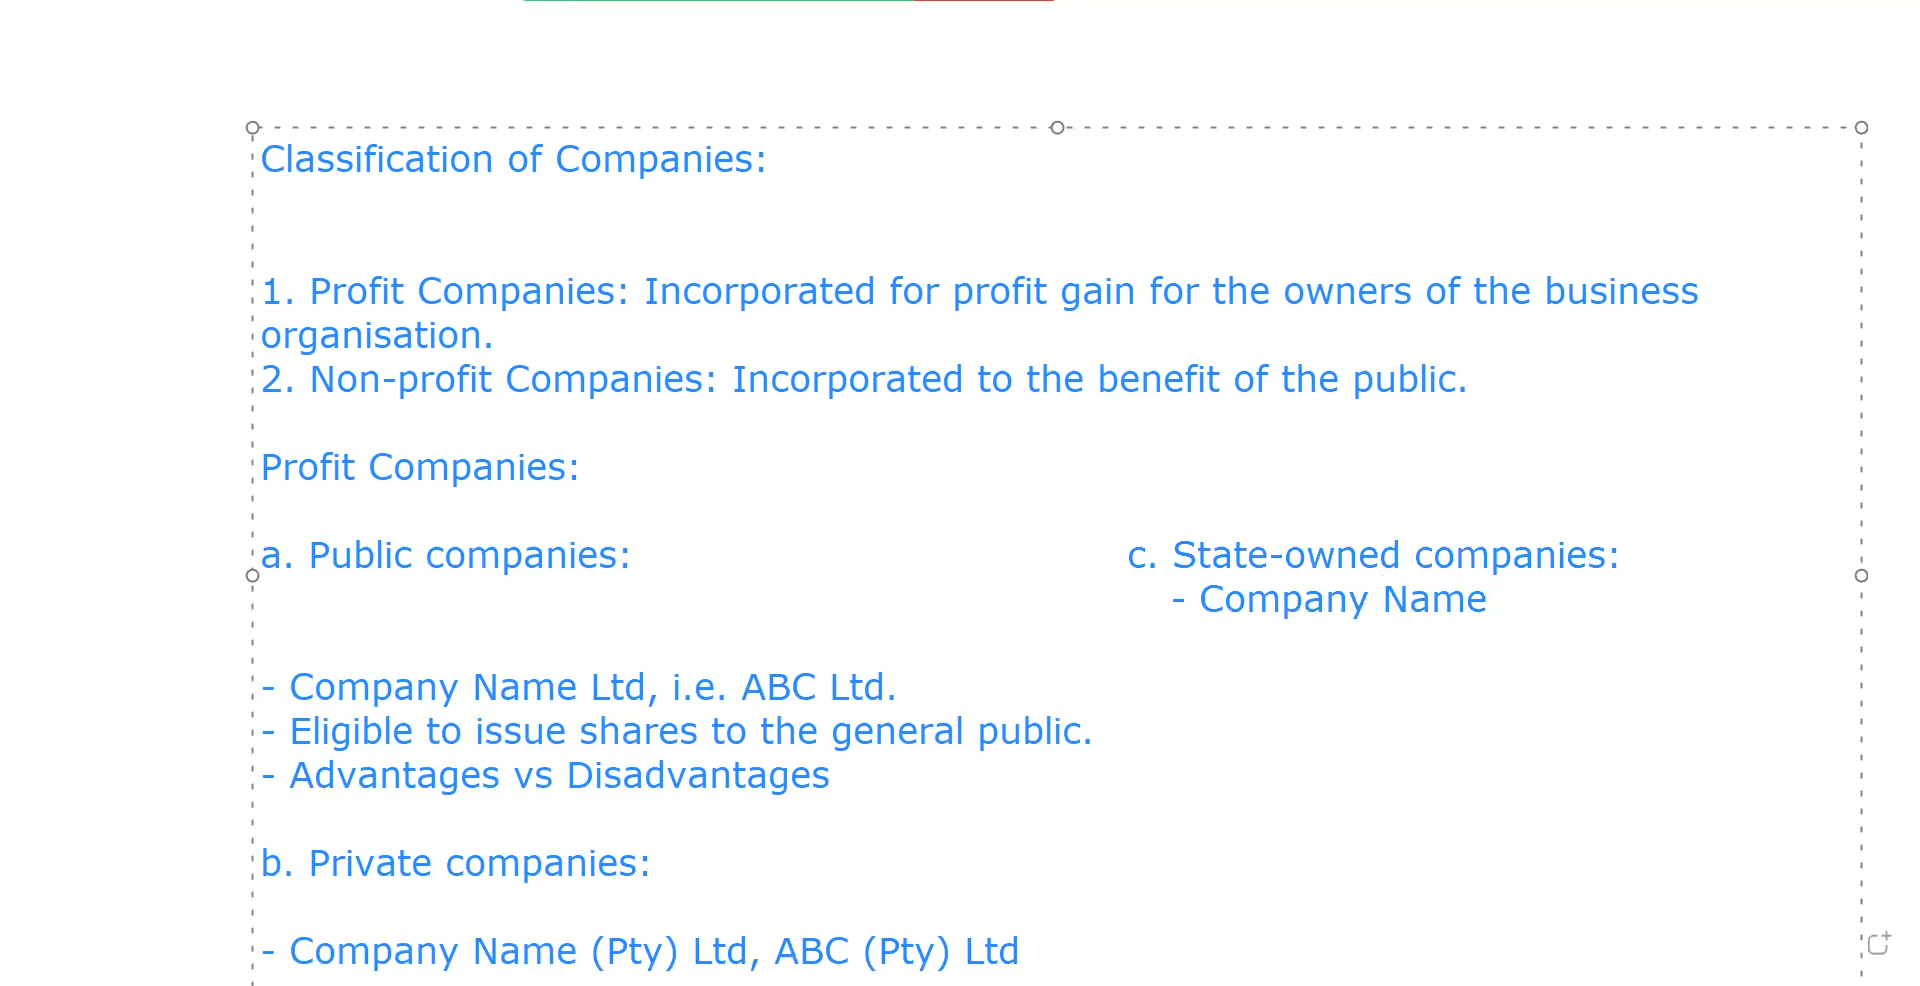 Classification of Companies:
1. Profit Companies: Incorporated for profit gain for the owners of the business
organisation.
2. Non-profit Companies: Incorporated to the benefit of the public.
Profit Companies:
a. Public companies:
- Company Name Ltd, i.e. ABC Ltd.
- Eligible to issue shares to the general public.
- Advantages vs Disadvantages
b. Private companies:
- Company Name (Pty) Ltd, ABC (Pty) Ltd
c. State-owned companies:
- Company Name